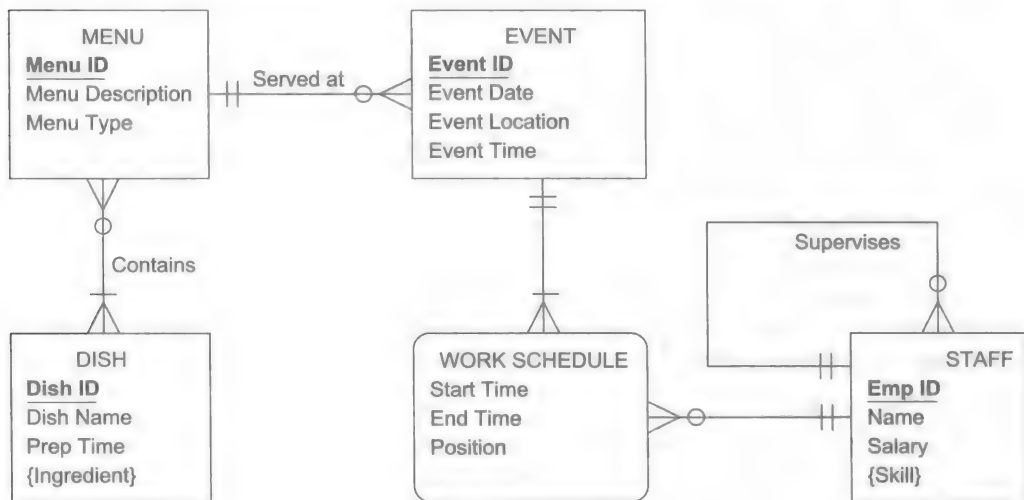 MENU
Menu ID
Menu Description
Menu Type
Served at
EVENT
Event ID
Event Date
Event Location
Event Time
Contains
Supervises
DISH
Dish ID
Dish Name
Prep Time
{Ingredient}
WORK SCHEDULE
Start Time
End Time
Position
STAFF
Emp ID
Name
Salary
{Skill}